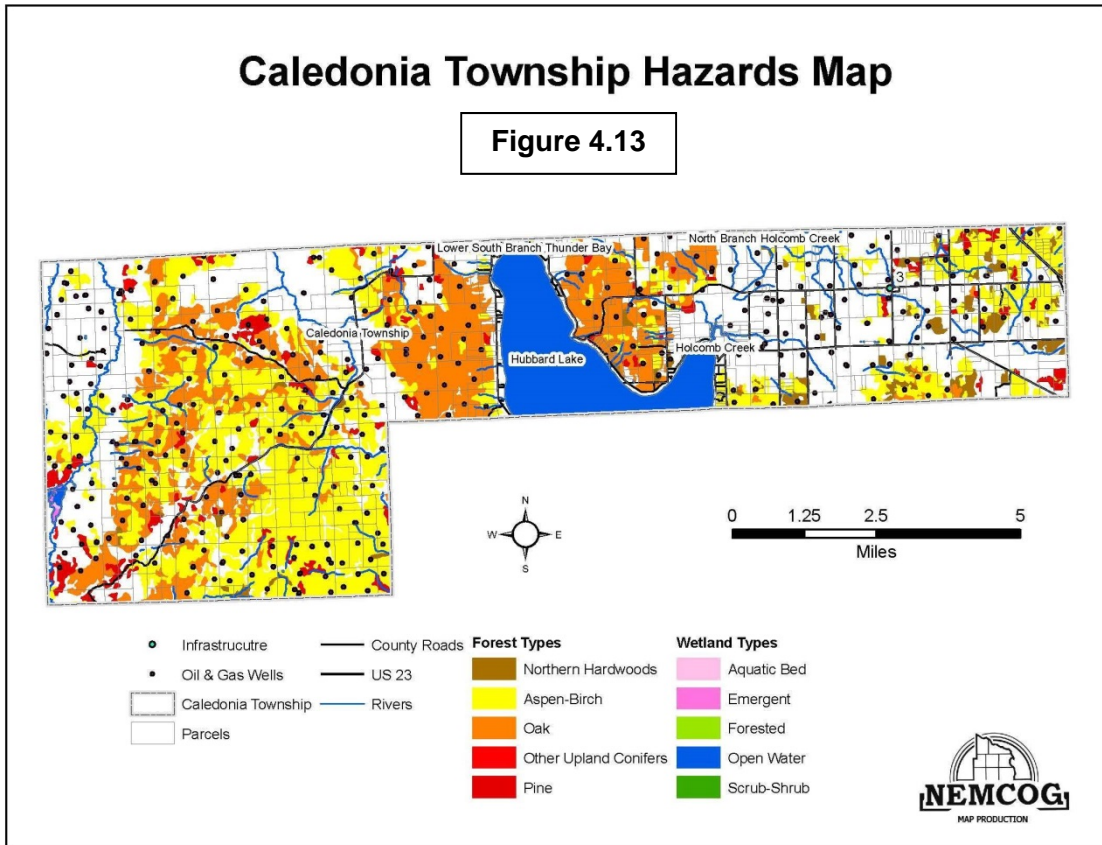 Caledonia Township Hazards Map
Figure 4.13
Lower South Branch Thunder Bay
North Branch Holcomb Creek
3
Caledonia Township
Hubbard Lake
Holcomb Creek
N
W E
S
0 1.25 2.5 5
Miles
Infrastrucutre
Oil & Gas Wells
Caledonia Township
Parcels
County Roads
US 23
Rivers
Forest Types
Northern Hardwoods
Aspen-Birch
Oak
Other Upland Conifers
Pine
Wetland Types
Aquatic Bed
Emergent
Forested
Open Water
Scrub-Shrub
NEMCOG
MAP PRODUCTION